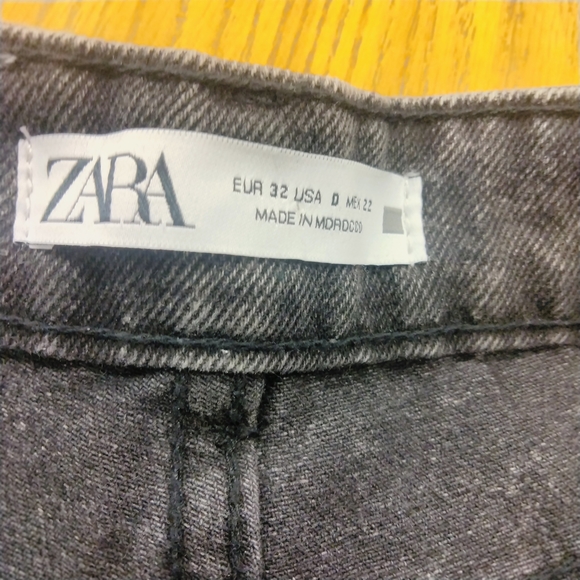 ZARA
EUR 32 USA 0 MEX 22
MADE IN MOROCCO